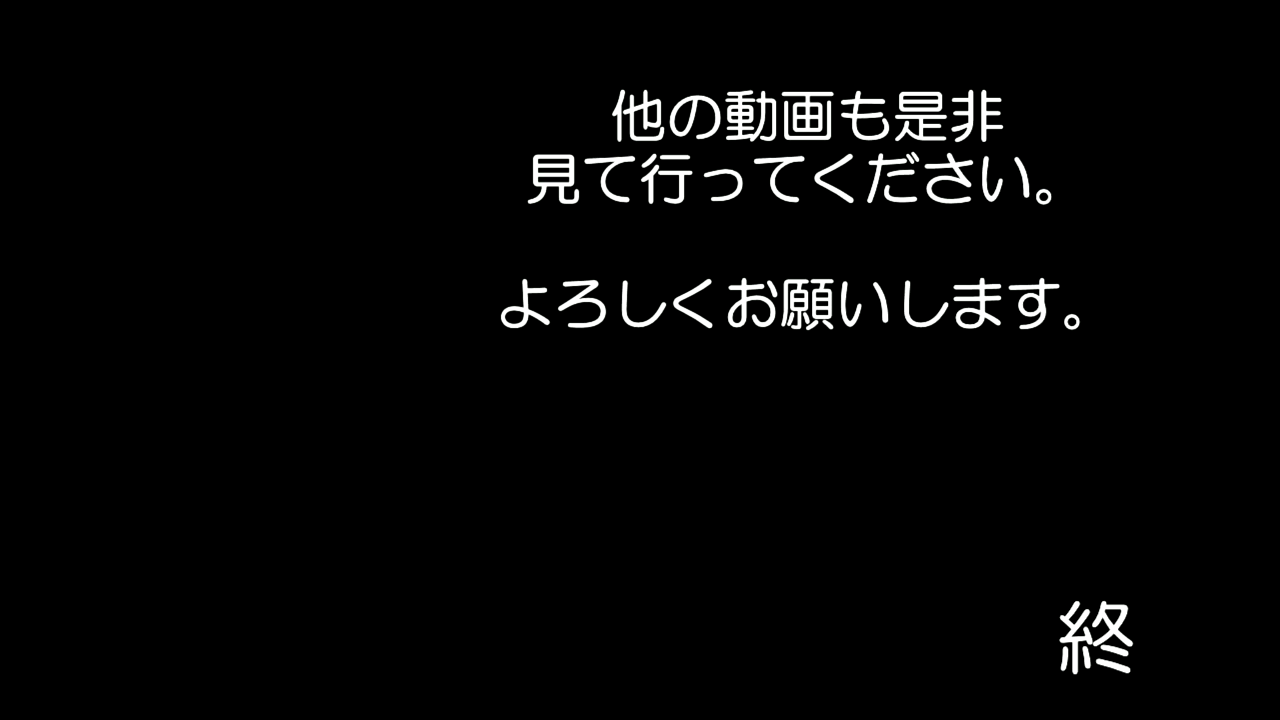 他の動画も是非
見て行ってください。
よろしくお願いします。
終